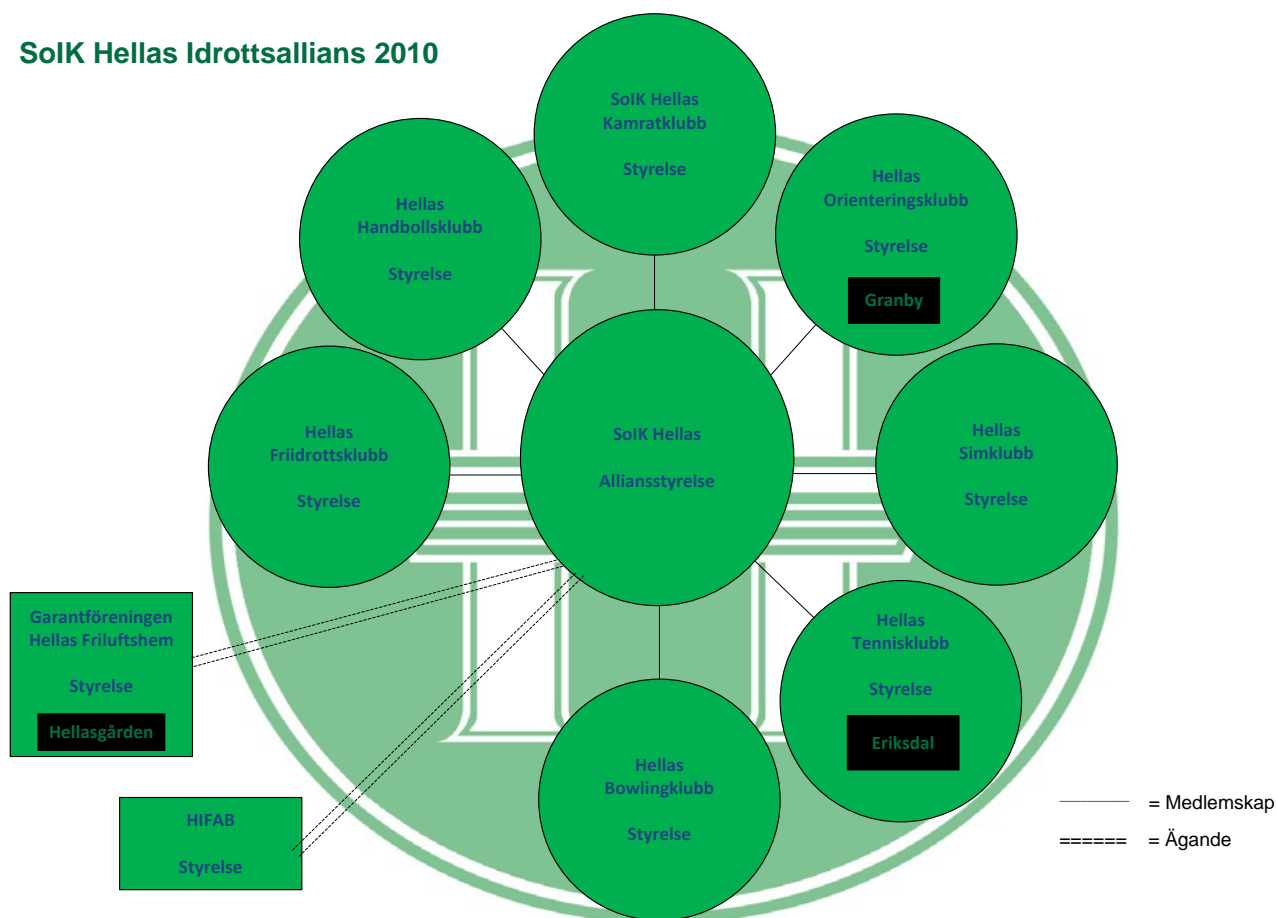 SoIK Hellas Idrottsallians 2010
SoIK Hellas
Kamratklubb
Styrelse
Hellas
Handbollsklubb
Styrelse
Hellas
Orienteringsklubb
Styrelse
Granby
Hellas
Friidrottsklubb
Styrelse
SoIK Hellas
Alliansstyrelse
Hellas
Simklubb
Styrelse
Garantföreningen
Hellas Friluftshem
Styrelse
Hellasgården
Hellas
Tennisklubb
Styrelse
Eriksdal
HIFAB
Styrelse
Hellas
Bowlingklubb
Styrelse
= Medlemskap
====== = Ägande